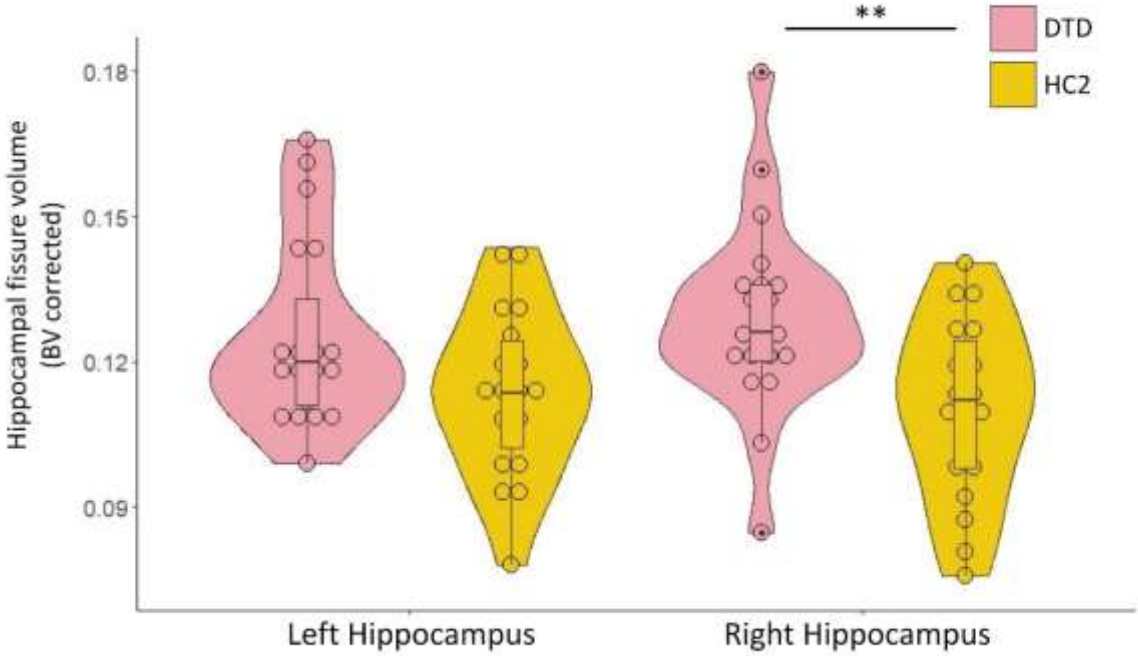 **
DTD
HC2
Hippocampal fissure volume
(BV corrected)
0.18
0.15
0.12
0.09
Left Hippocampus
Right Hippocampus